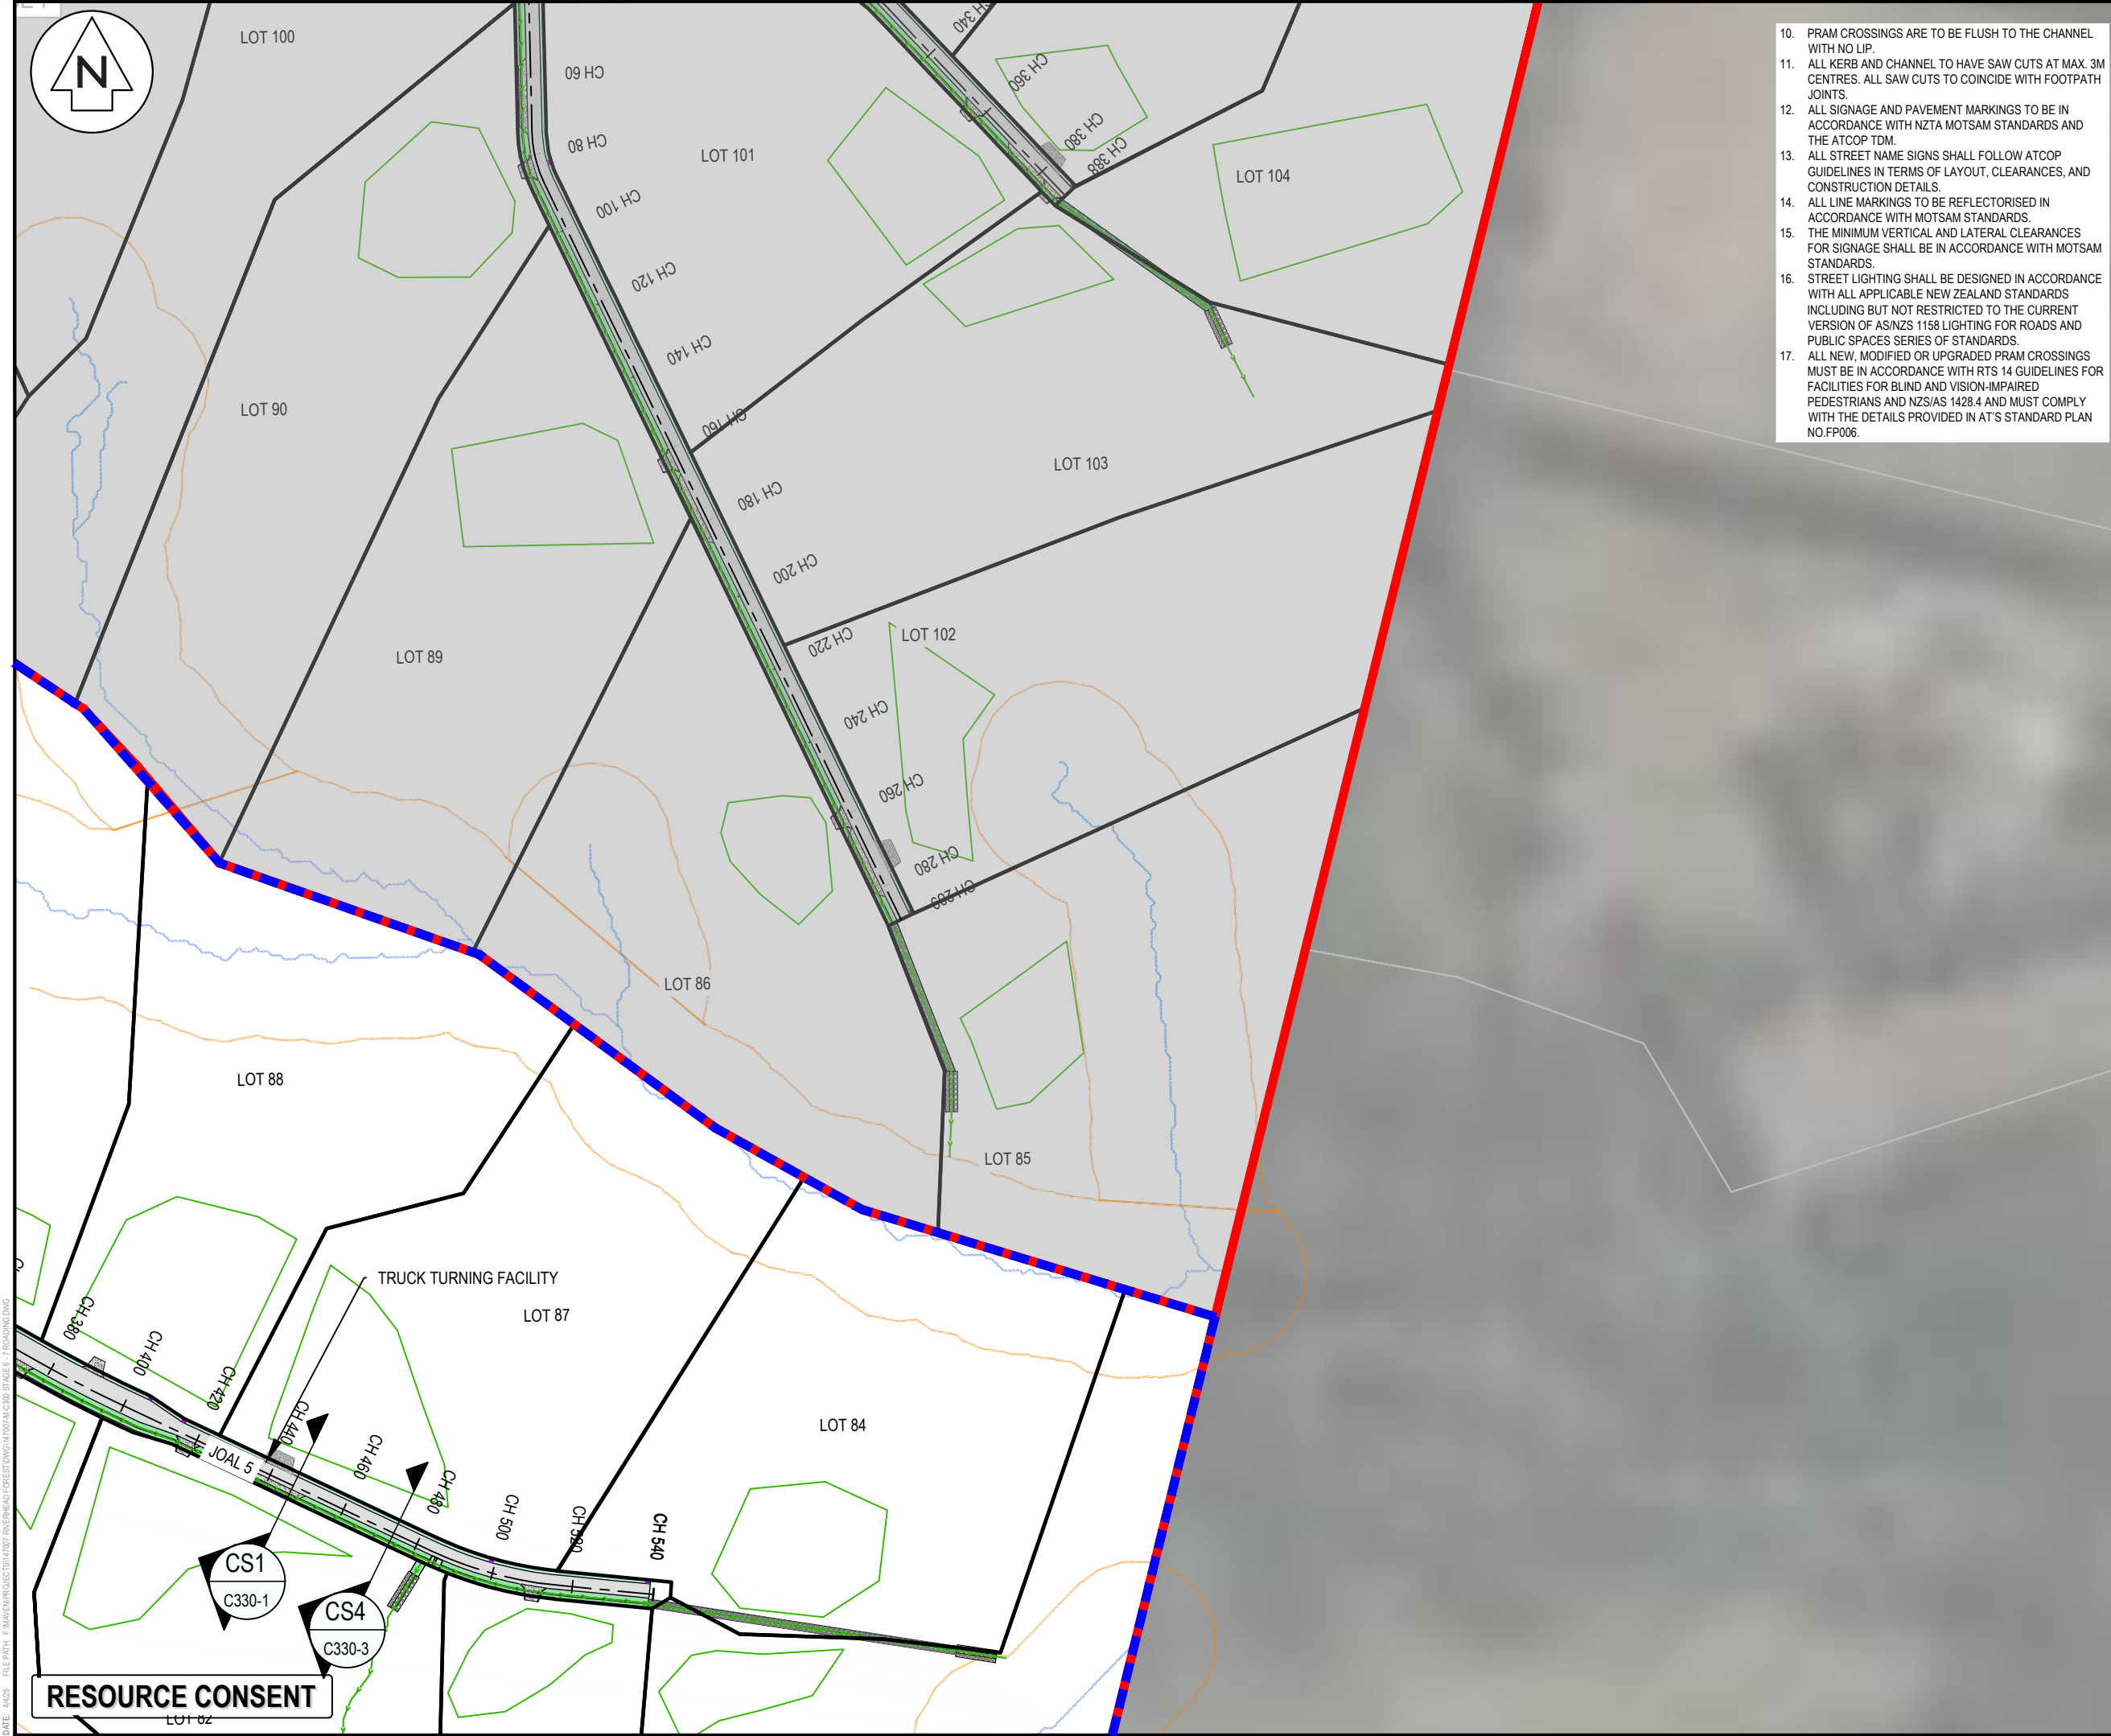 N
LOT 100
CH 60
CH 80
CH 100
CH 120
CH 140
CH 160
CH 180
CH 200
CH 220
CH 240
CH 260
CH 280
CH 340
CH 360
CH 380
CH 388
LOT 101
LOT 104
LOT 90
LOT 103
LOT 102
LOT 89
LOT 86
LOT 85
LOT 88
TRUCK TURNING FACILITY
LOT 87
LOT 84
CH 380
CH 400
CH 420
CH 440
CH 460
CH 480
CH 500
CH 520
CH 540
JOAL 5
CS1
C330-1
CS4
C330-3
RESOURCE CONSENT
LOT 82
10. PRAM CROSSINGS ARE TO BE FLUSH TO THE CHANNEL
WITH NO LIP.
11. ALL KERB AND CHANNEL TO HAVE SAW CUTS AT MAX. 3M
CENTRES. ALL SAW CUTS TO COINCIDE WITH FOOTPATH
JOINTS.
12. ALL SIGNAGE AND PAVEMENT MARKINGS TO BE IN
ACCORDANCE WITH NZTA MOTSAM STANDARDS AND
THE ATCOP TDM.
13. ALL STREET NAME SIGNS SHALL FOLLOW ATCOP
GUIDELINES IN TERMS OF LAYOUT, CLEARANCES, AND
CONSTRUCTION DETAILS.
14. ALL LINE MARKINGS TO BE REFLECTORISED IN
ACCORDANCE WITH MOTSAM STANDARDS.
15. THE MINIMUM VERTICAL AND LATERAL CLEARANCES
FOR SIGNAGE SHALL BE IN ACCORDANCE WITH MOTSAM
STANDARDS.
16. STREET LIGHTING SHALL BE DESIGNED IN ACCORDANCE
WITH ALL APPLICABLE NEW ZEALAND STANDARDS
INCLUDING BUT NOT RESTRICTED TO THE CURRENT
VERSION OF AS/NZS 1158 LIGHTING FOR ROADS AND
PUBLIC SPACES SERIES OF STANDARDS.
17. ALL NEW, MODIFIED OR UPGRADED PRAM CROSSINGS
MUST BE IN ACCORDANCE WITH RTS 14 GUIDELINES FOR
FACILITIES FOR BLIND AND VISION-IMPAIRED
PEDESTRIANS AND NZS/AS 1428.4 AND MUST COMPLY
WITH THE DETAILS PROVIDED IN AT'S STANDARD PLAN
NO.FP006.
DATE: 4/4/25 FILE PATH: